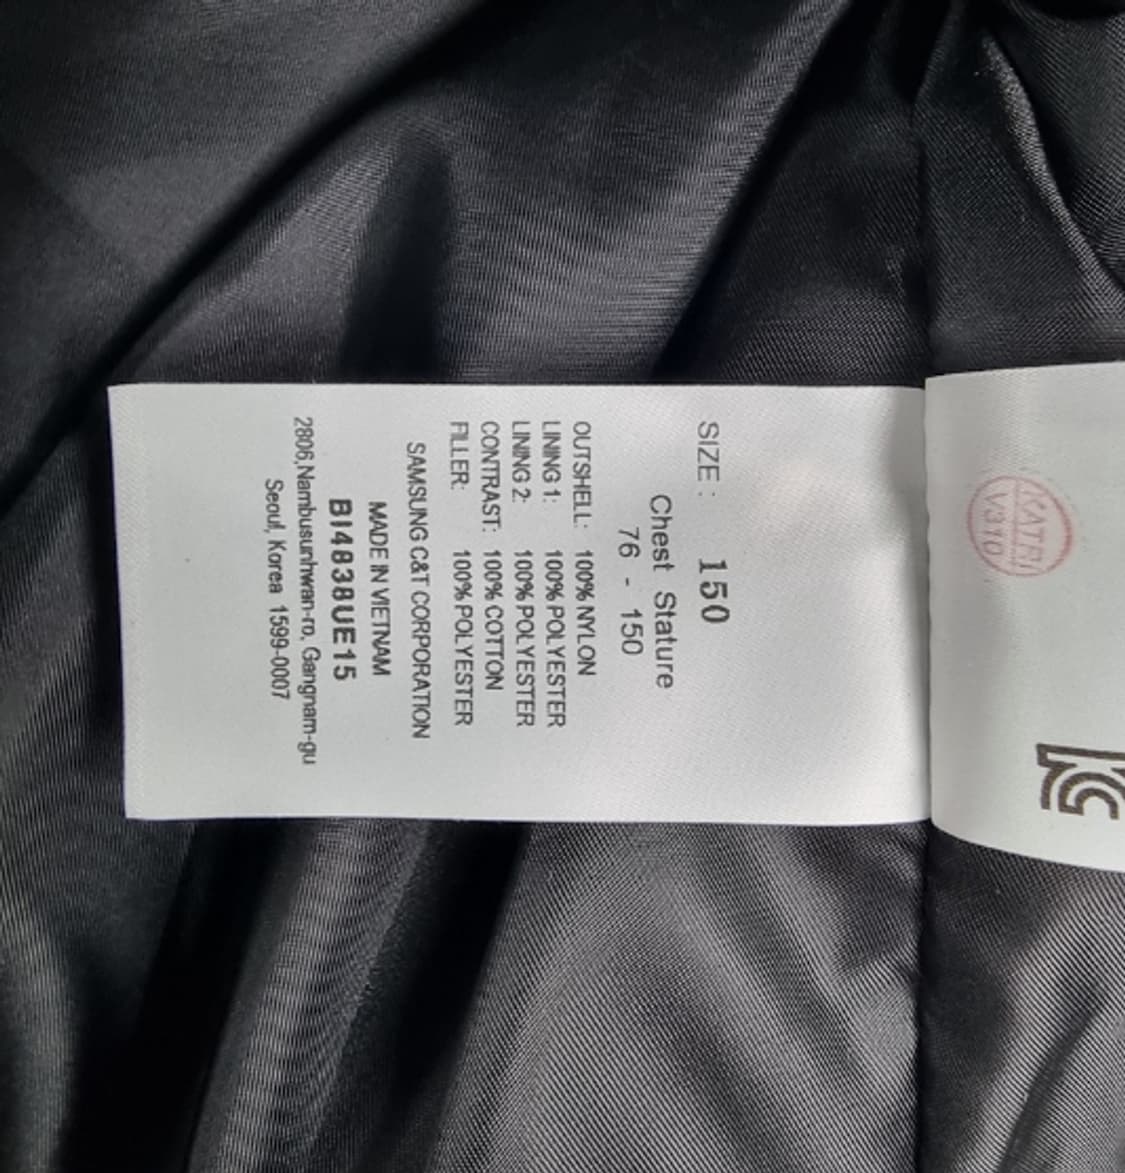 SIZE : 150
Chest Stature
76 - 150
OUTSHELL: 100% NYLON
LINING 1: 100% POLYESTER
LINING 2: 100% POLYESTER
CONTRAST: 100% COTTON
FILLER: 100% POLYESTER
SAMSUNG C&T CORPORATION
MADE IN VIETNAM
BI4838UE15
2806,Nambusunhwan-ro, Gangnam-gu
Seoul, Korea 1599-0007
KATRI
V310
KC